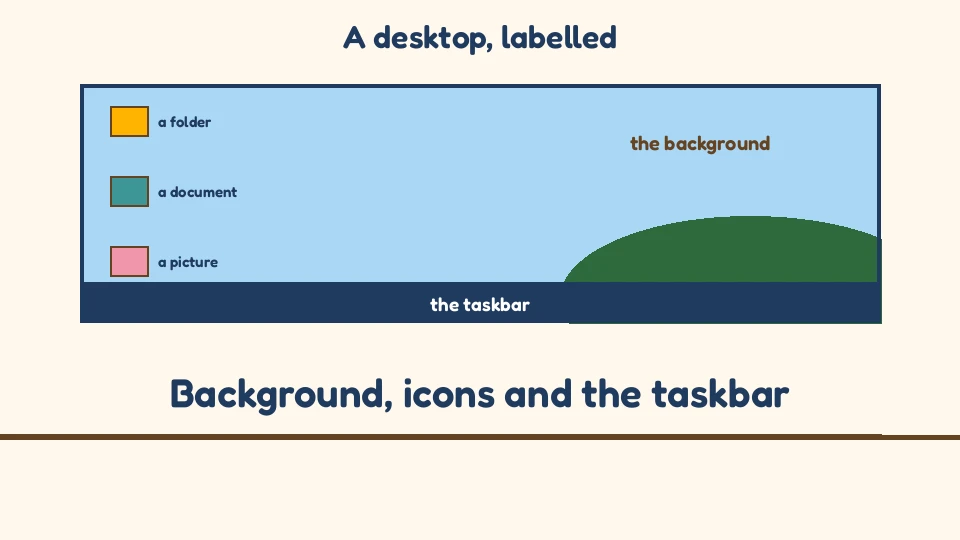 A desktop, labelled
a folder
the background
a document
a picture
the taskbar
Background, icons and the taskbar